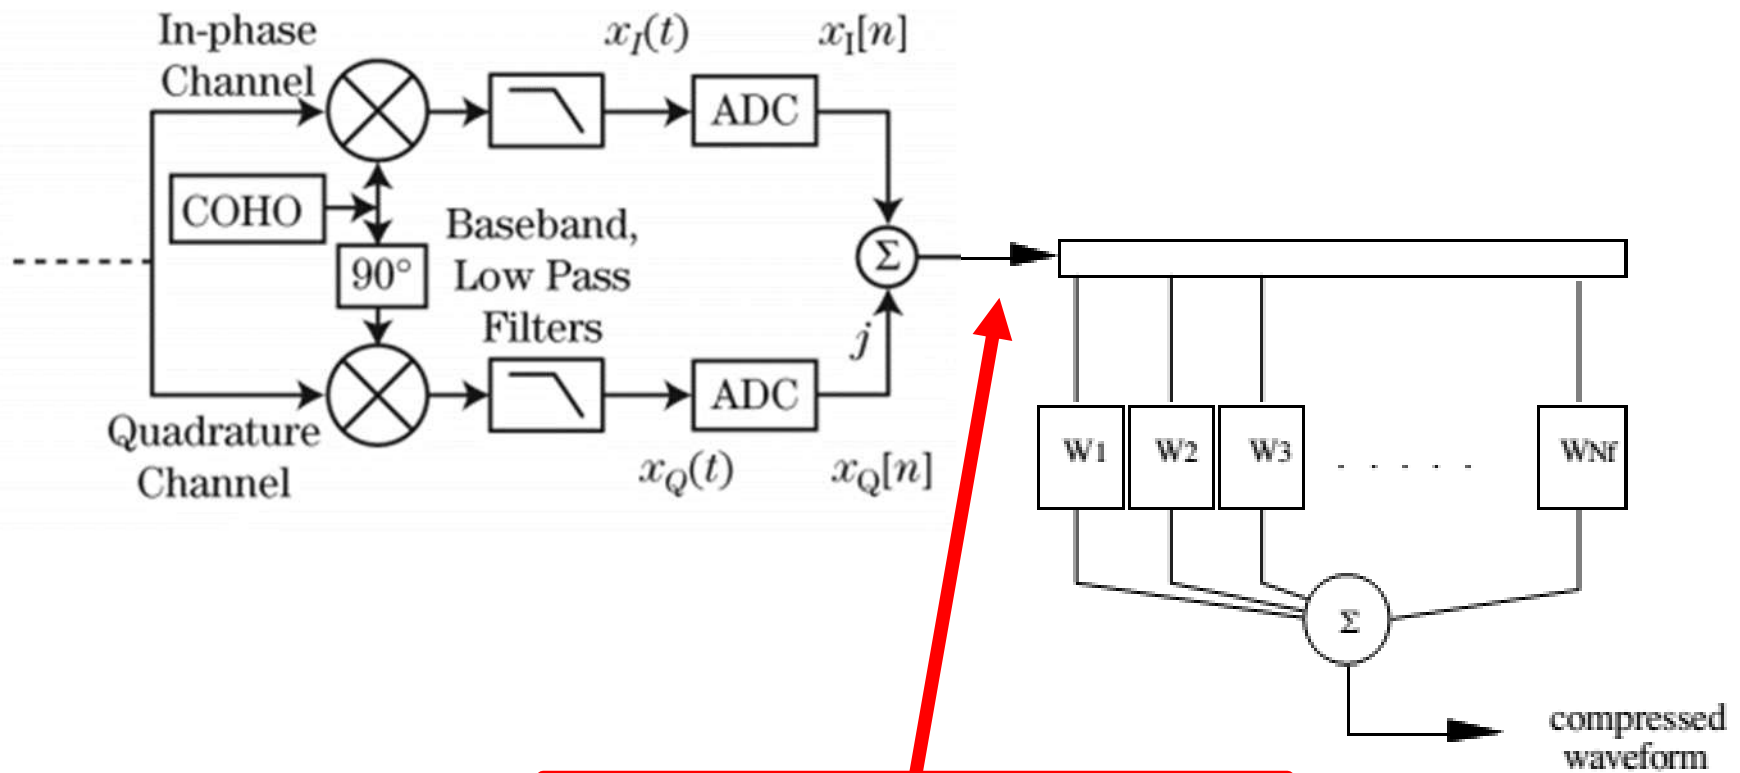 In-phase
Channel
x_I(t)
x_I[n]
ADC
COHO
90°
Baseband,
Low Pass
Filters
Σ
j
Quadrature
Channel
ADC
x_Q(t)
x_Q[n]
W1 W2 W3 . . . . . WNf
Σ
compressed
waveform